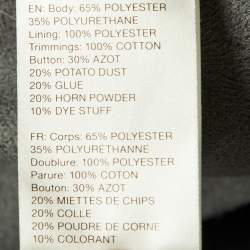 EN: Body: 65% POLYESTER
35% POLYURETHANE
Lining: 100% POLYESTER
Trimmings: 100% COTTON
Button: 30% AZOT
20% POTATO DUST
20% GLUE
20% HORN POWDER
10% DYE STUFF
FR: Corps: 65% POLYESTER
35% POLYURÉTHANNE
Doublure: 100% POLYESTER
Parure: 100% COTON
Bouton: 30% AZOT
20% MIETTES DE CHIPS
20% COLLE
20% POUDRE DE CORNE
10% COLORANT